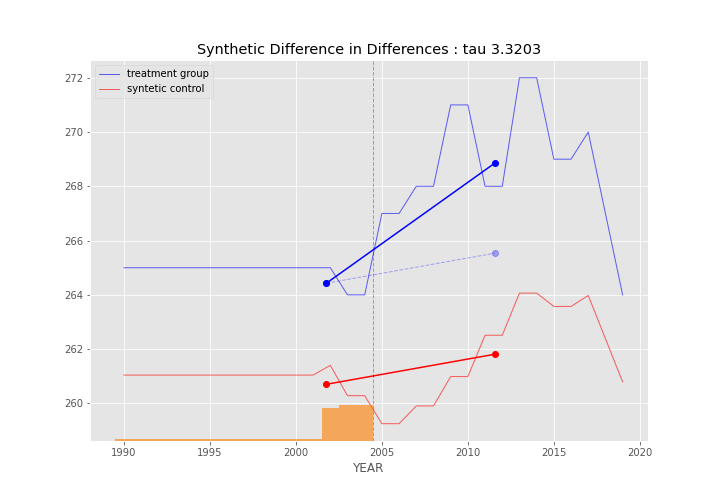 Synthetic Difference in Differences : tau 3.3203
treatment group
syntetic control
272
270
268
266
264
262
260
1990 1995 2000 2005 2010 2015 2020
YEAR